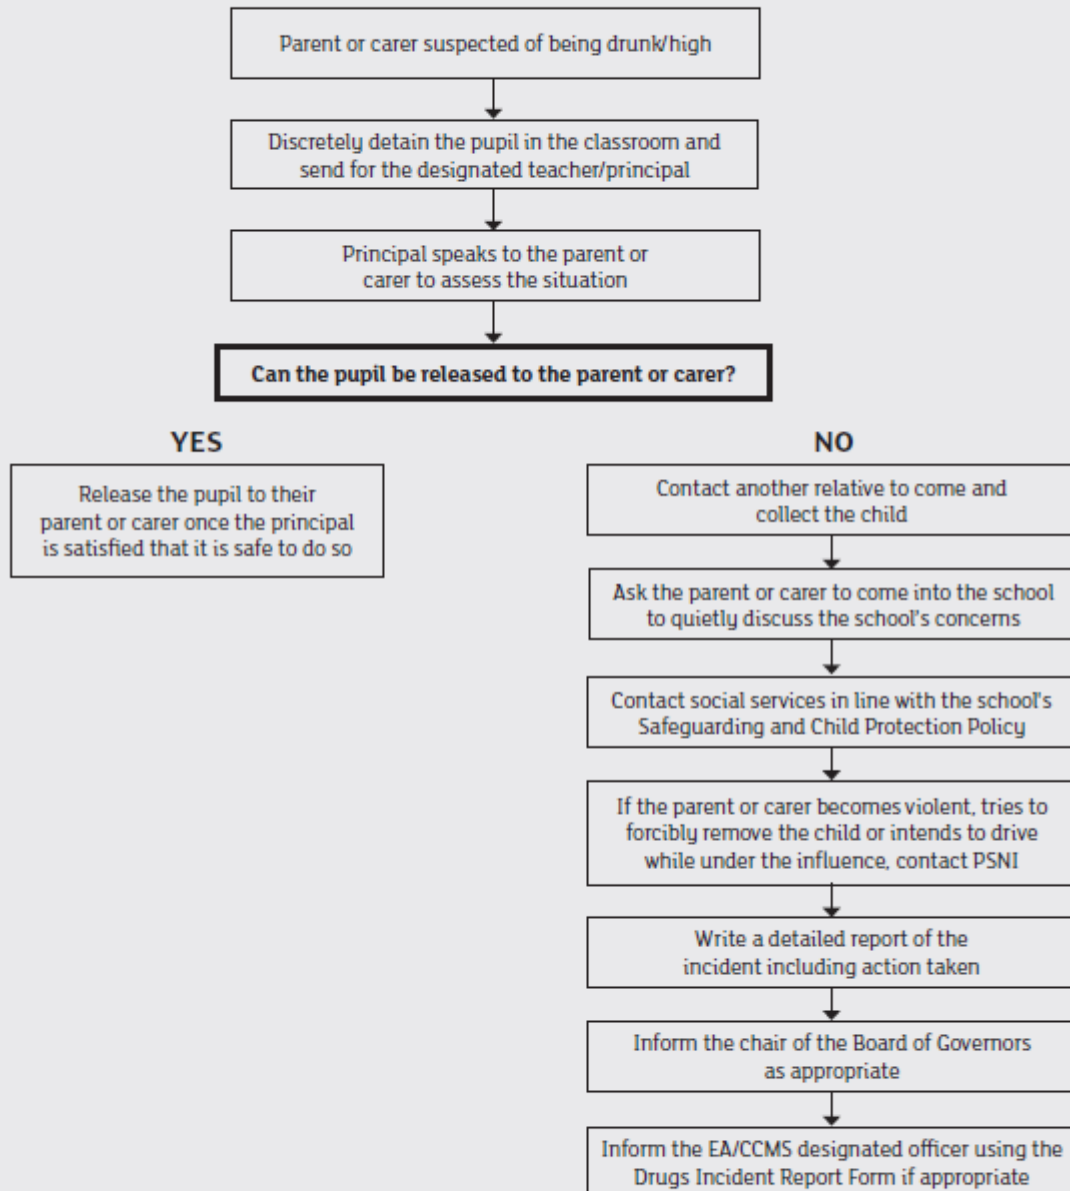 Parent or carer suspected of being drunk/high
Discretely detain the pupil in the classroom and
send for the designated teacher/principal
Principal speaks to the parent or
carer to assess the situation
Can the pupil be released to the parent or carer?
YES
Release the pupil to their
parent or carer once the principal
is satisfied that it is safe to do so
NO
Contact another relative to come and
collect the child
Ask the parent or carer to come into the school
to quietly discuss the school's concerns
Contact social services in line with the school's
Safeguarding and Child Protection Policy
If the parent or carer becomes violent, tries to
forcibly remove the child or intends to drive
while under the influence, contact PSNI
Write a detailed report of the
incident including action taken
Inform the chair of the Board of Governors
as appropriate
Inform the EA/CCMS designated officer using the
Drugs Incident Report Form if appropriate